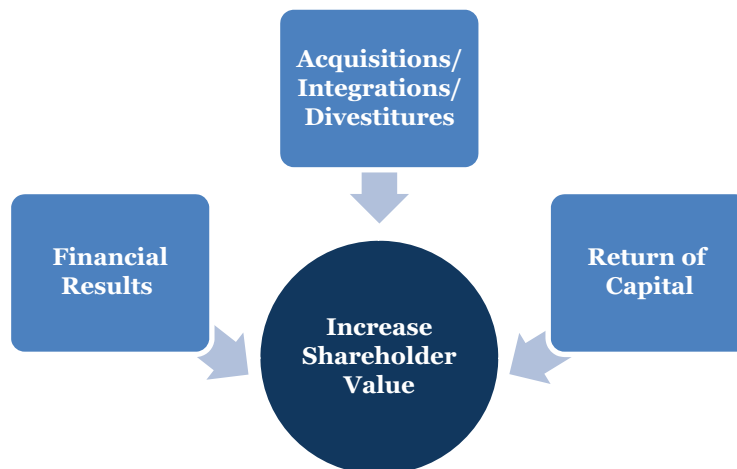 Acquisitions/
Integrations/
Divestitures
Financial
Results
Return of
Capital
Increase
Shareholder
Value